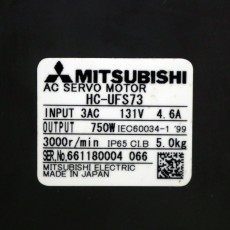 MITSUBISHI
AC SERVO MOTOR
HC-UFS73
INPUT 3AC 131V 4.6A
OUTPUT 750W IEC60034-1 '99
3000r/min IP65 CI.B 5.0kg
SER.No.661180004 066
MITSUBISHI ELECTRIC
MADE IN JAPAN